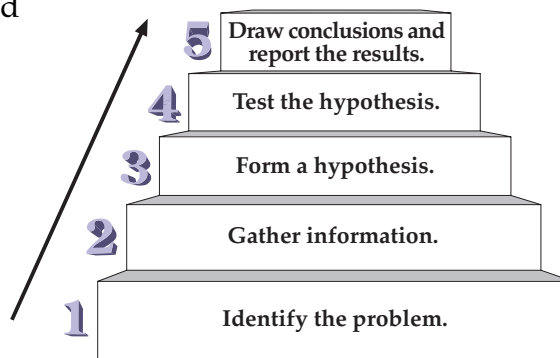 d
5 Draw conclusions and
report the results.
4 Test the hypothesis.
3 Form a hypothesis.
2 Gather information.
1 Identify the problem.